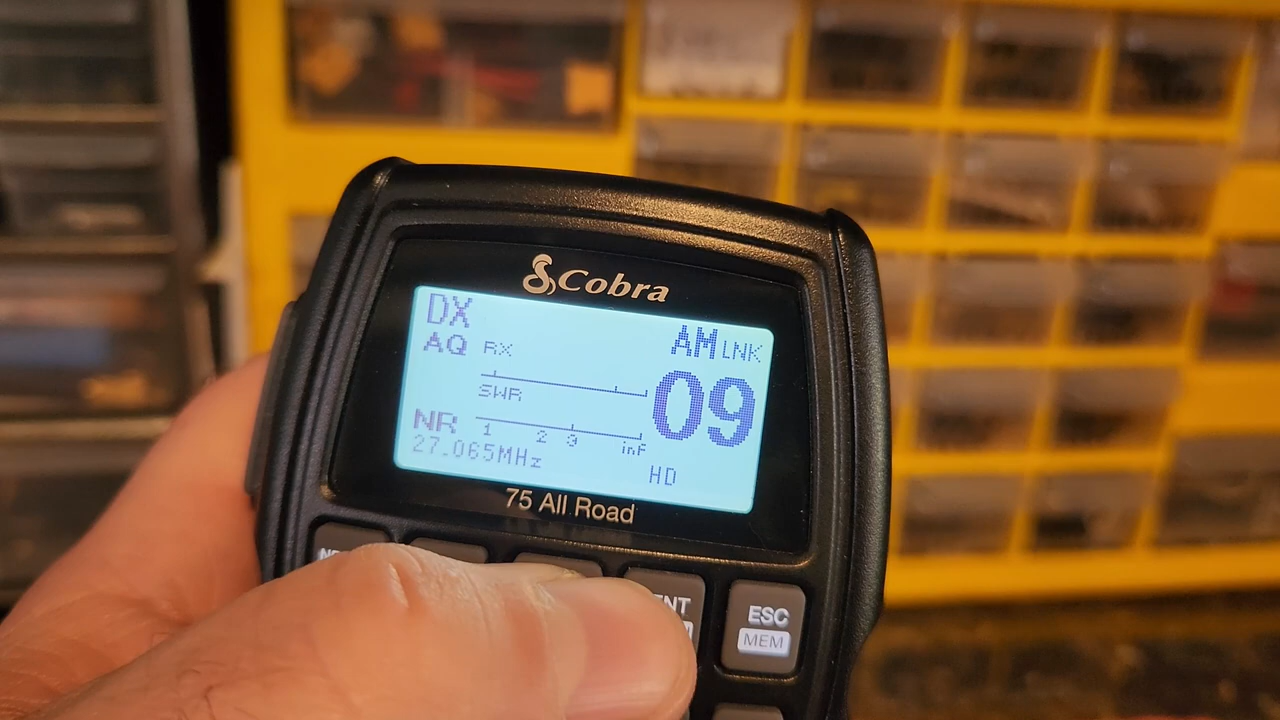 Cobra
DX
AM LNK
AQ RX
09
SWR
NR
1 2 3 inF
27.065MHz
HD
75 All Road
ESC
MEM